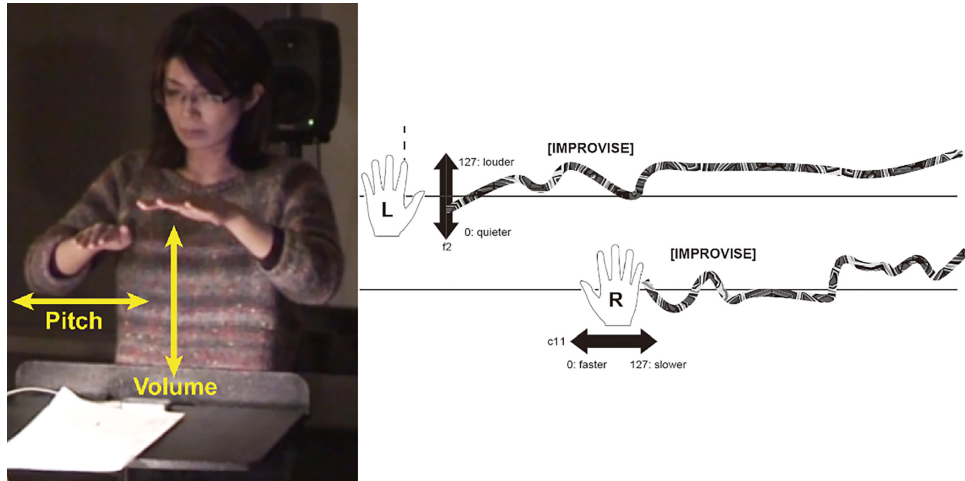 Pitch
Volume
[IMPROVISE]
127: louder
L
0: quieter
f2
[IMPROVISE]
R
c11
0: faster
127: slower